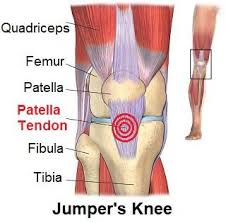 Quadriceps
Femur
Patella
Patella
Tendon
Fibula
Tibia
Jumper's Knee